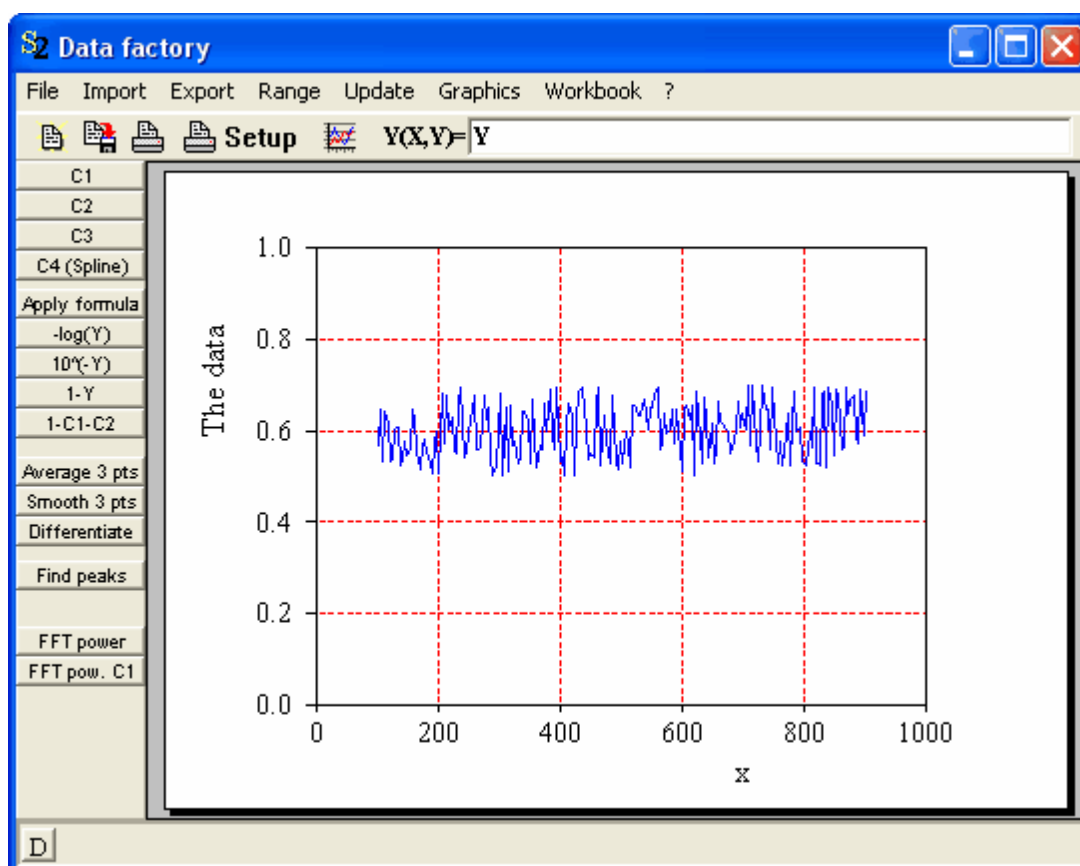 S2 Data factory
File Import Export Range Update Graphics Workbook ?
Setup Y(X,Y)= Y
C1
C2
C3
C4 (Spline)
Apply formula
-log(Y)
10^(-Y)
1-Y
1-C1-C2
Average 3 pts
Smooth 3 pts
Differentiate
Find peaks
FFT power
FFT pow. C1
The data
1.0
0.8
0.6
0.4
0.2
0.0
0 200 400 600 800 1000
x
D